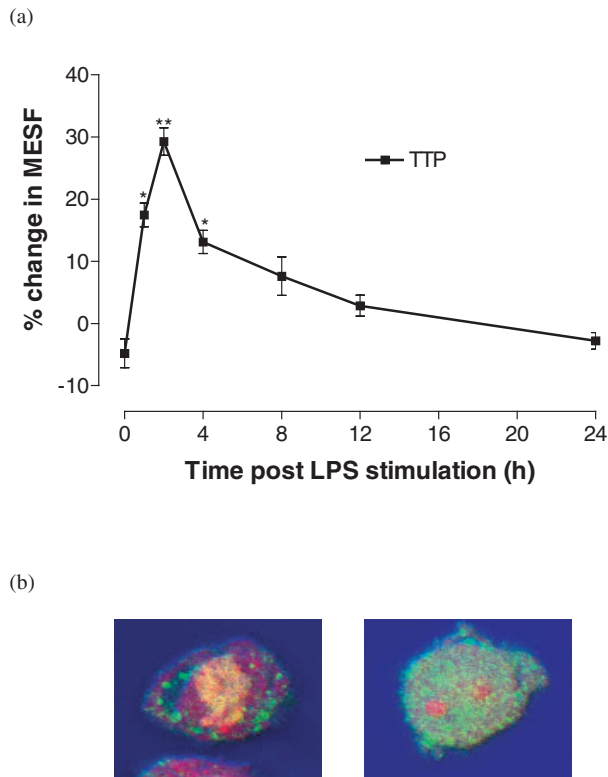 (a)
40
30
20
10
0
-10
% change in MESF
*
**
*
TTP
0 4 8 12 16 20 24
Time post LPS stimulation (h)
(b)